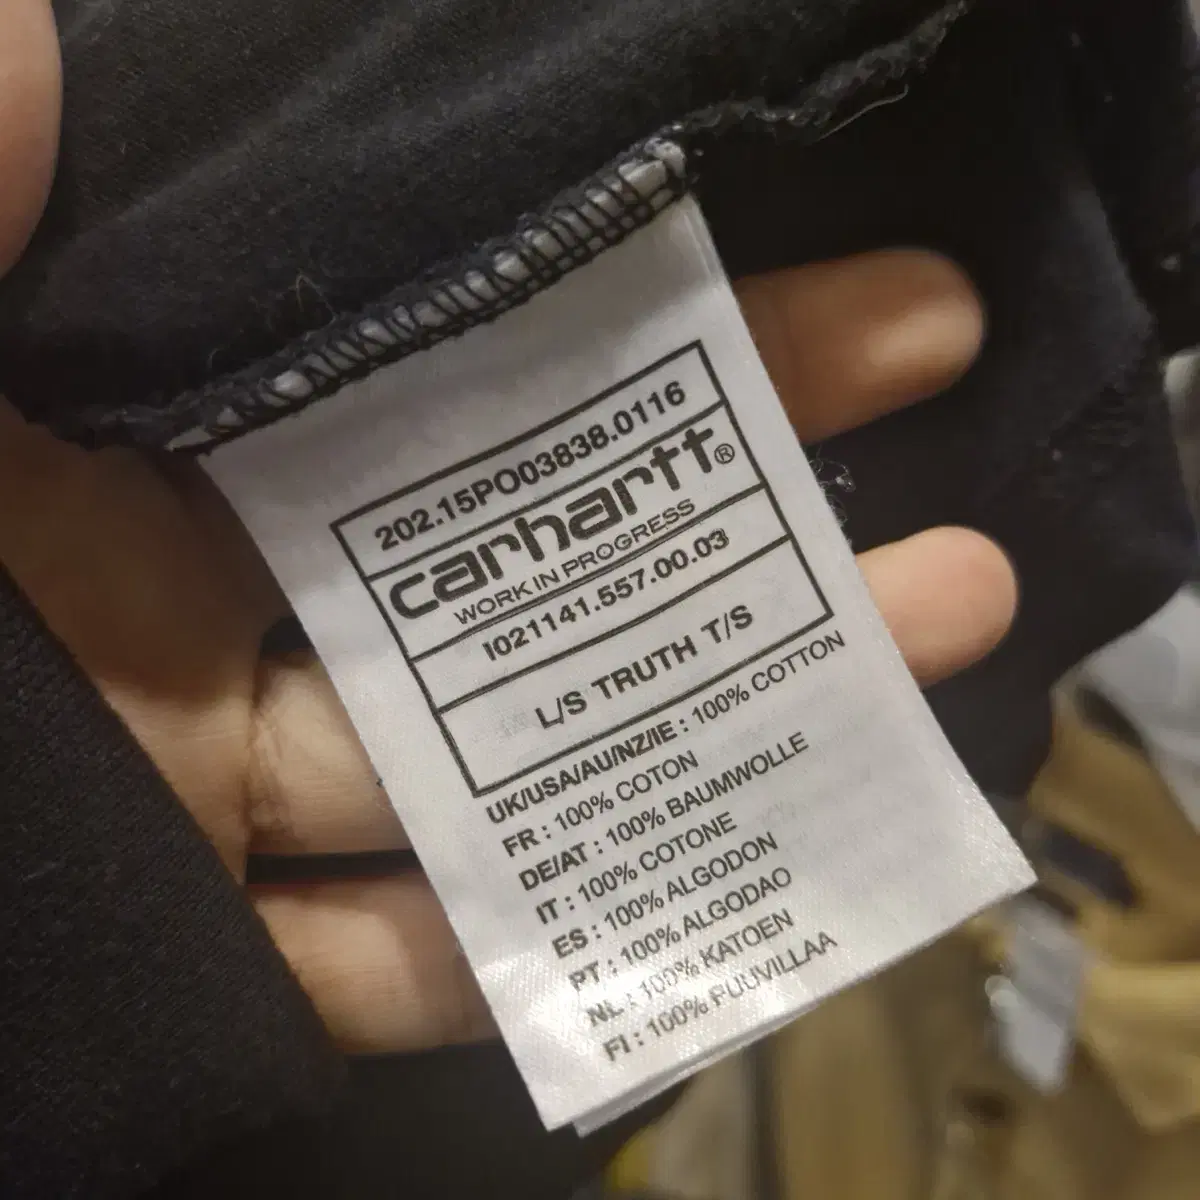 202.15PO03838.0116
carhartt®
WORK IN PROGRESS
I021141.557.00.03
L/S TRUTH T/S
UK/USA/AU/NZ/IE : 100% COTTON
FR : 100% COTON
DE/AT : 100% BAUMWOLLE
IT : 100% COTONE
ES : 100% ALGODON
PT : 100% ALGODAO
NL : 100% KATOEN
FI : 100% PUUVILLAA